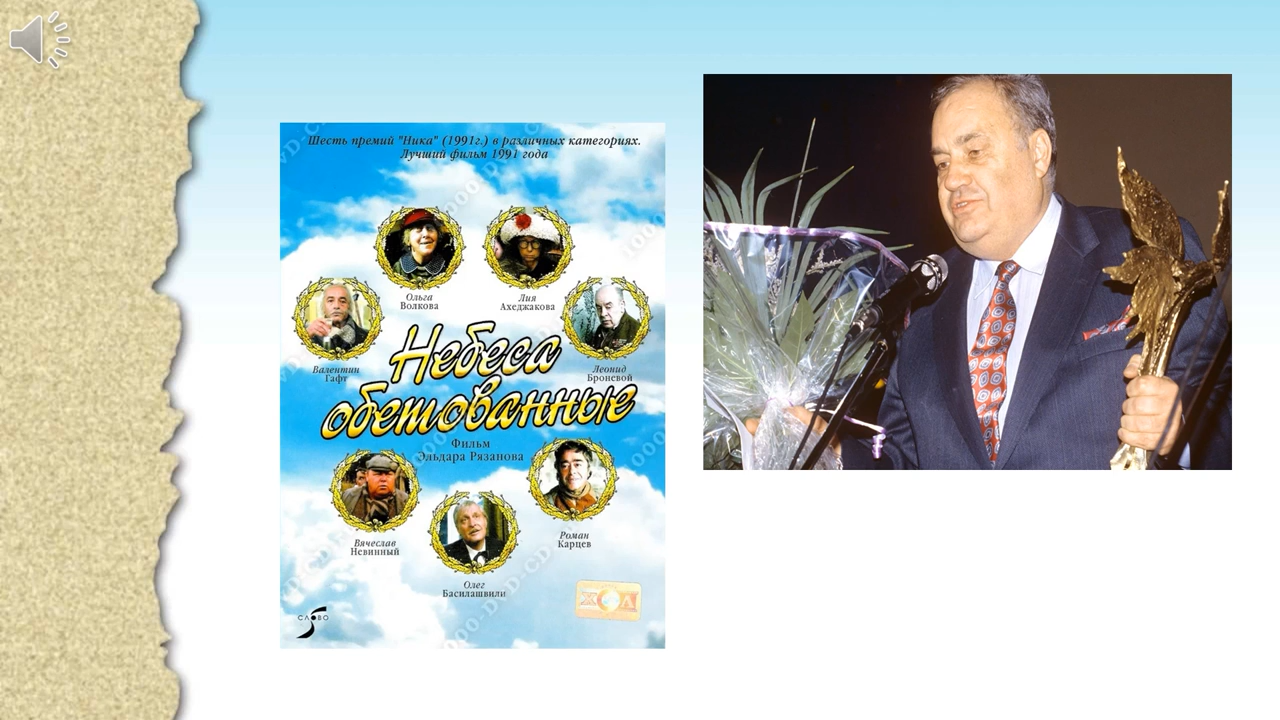 Шесть премий "Ника" (1991г.) в различных категориях.
Лучший фильм 1991 года
Ольга
Волкова
Лия
Ахеджакова
Валентин
Гафт
Леонид
Броневой
Небеса
обетованные
Фильм
Эльдара Рязанова
Вячеслав
Невинный
Роман
Карцев
Олег
Басилашвили
СЛОВО